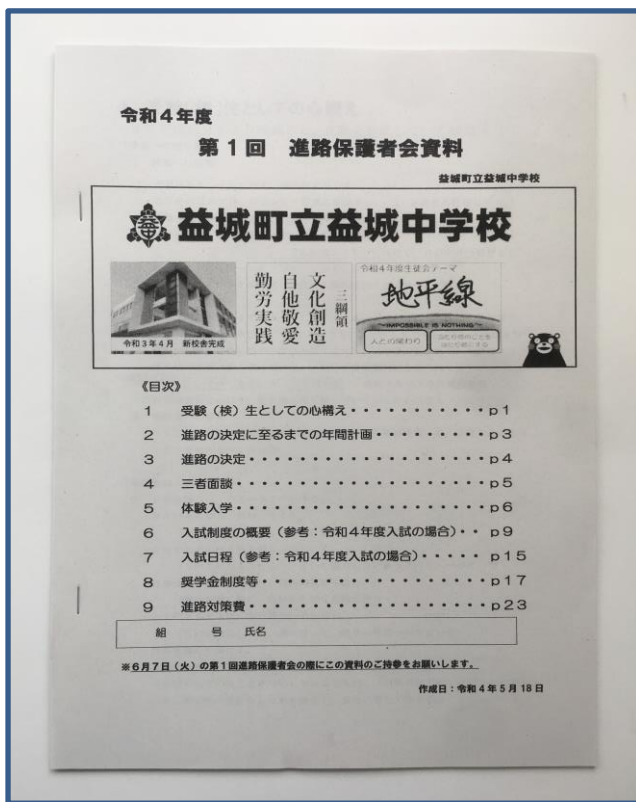 令和４年度
第１回　進路保護者会資料
益城町立益城中学校
益城町立益城中学校
令和３年４月　新校舎完成
三綱領
文化創造
自他敬愛
勤労実践
令和４年度生徒会テーマ
地平線
～IMPOSSIBLE IS NOTHING～
人との関わり
《目次》
１　受験（検）生としての心構え・・・・・・・・・・・ｐ１
２　進路の決定に至るまでの年間計画・・・・・・・・・ｐ３
３　進路の決定・・・・・・・・・・・・・・・・・・・ｐ４
４　三者面談・・・・・・・・・・・・・・・・・・・・ｐ５
５　体験入学・・・・・・・・・・・・・・・・・・・・ｐ６
６　入試制度の概要（参考：令和４年度入試の場合）・・ｐ９
７　入試日程（参考：令和４年度入試の場合）・・・・・ｐ１５
８　奨学金制度等・・・・・・・・・・・・・・・・・・ｐ１７
９　進路対策費・・・・・・・・・・・・・・・・・・・ｐ２３
組　　号　氏名
※６月７日（火）の第１回進路保護者会の際にこの資料のご持参をお願いします。
作成日：令和４年５月１８日